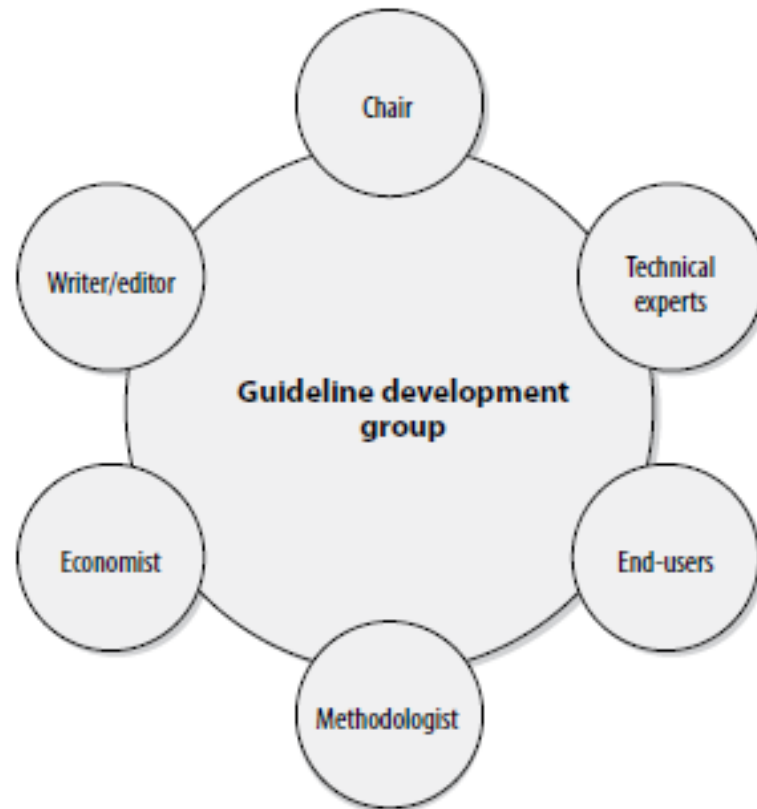 Chair
Writer/editor
Technical
experts
Guideline development
group
Economist
End-users
Methodologist